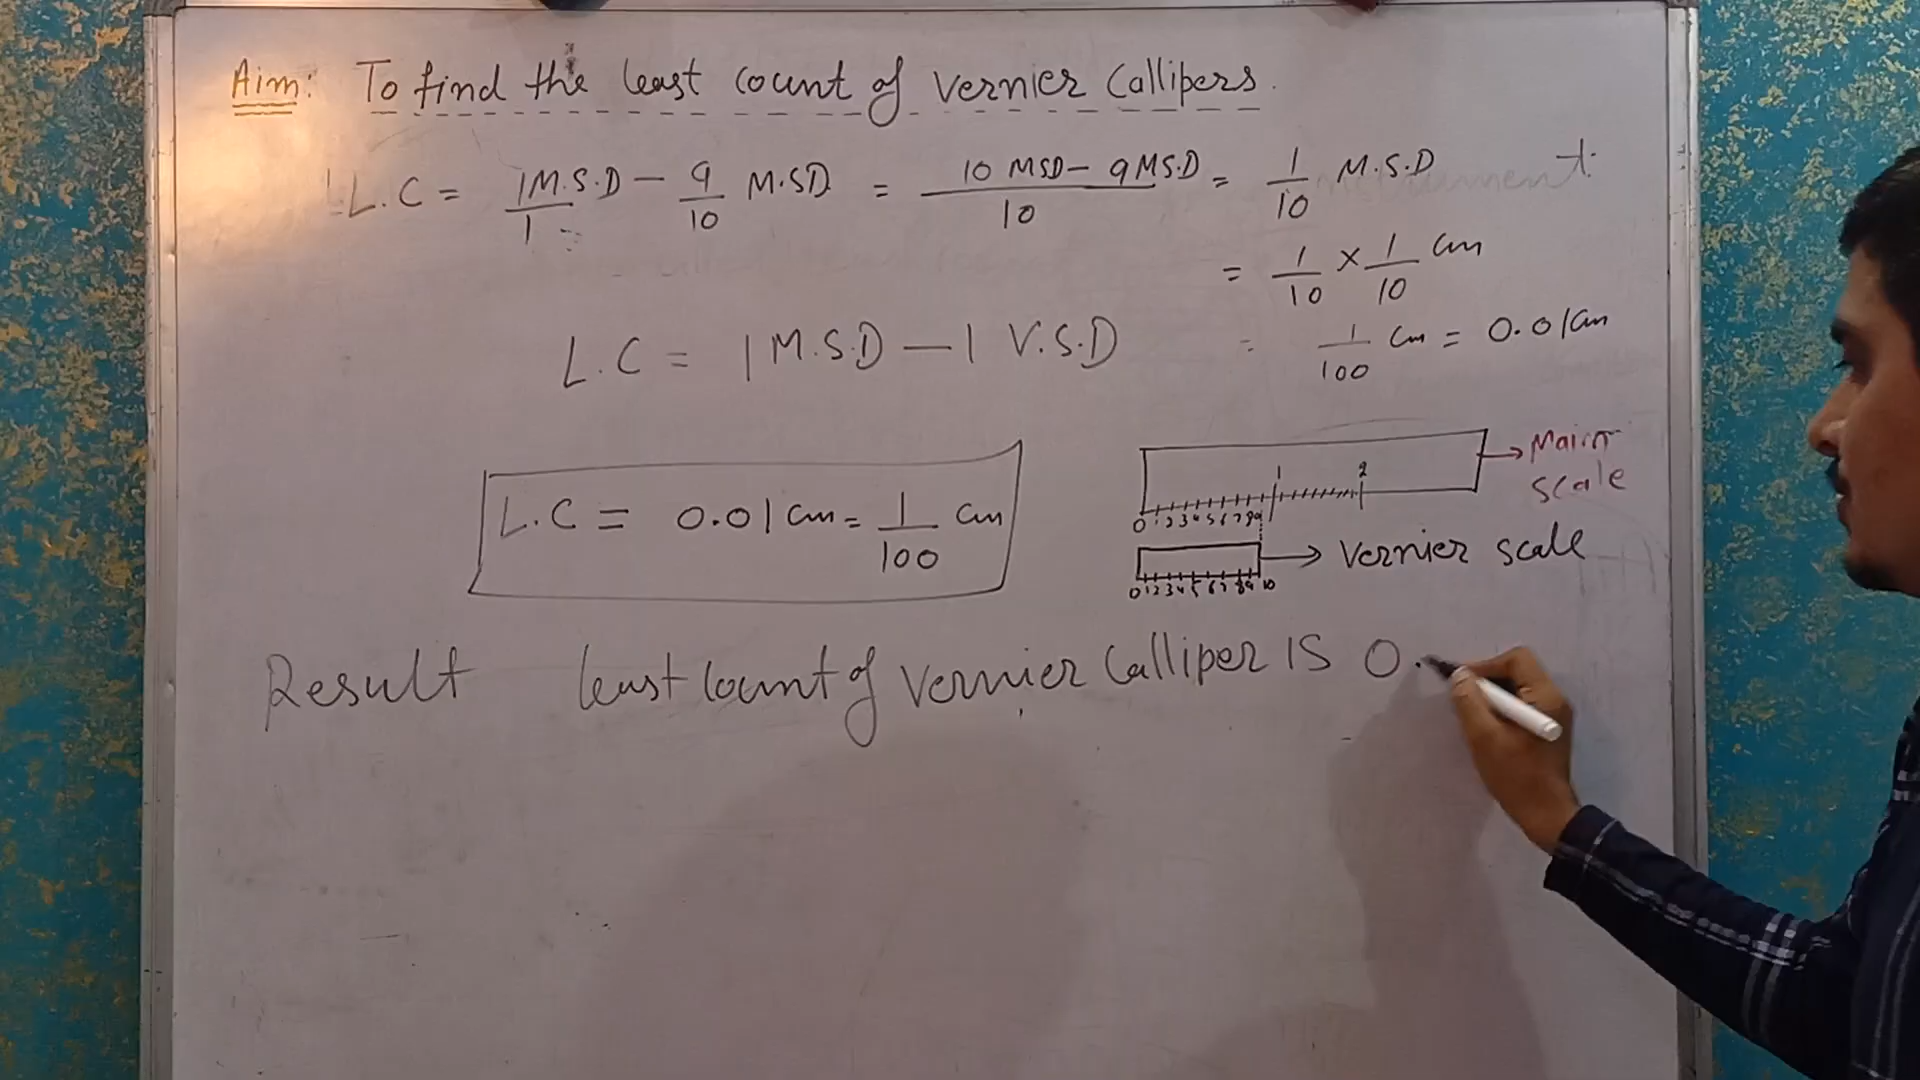 Aim: To find the least count of Vernier Callipers.
L.C = 1M.S.D/1 - 9/10 M.SD = 10 MSD - 9 M.S.D/10 = 1/10 M.S.D
= 1/10 × 1/10 cm
L.C = 1 M.S.D - 1 V.S.D
= 1/100 cm = 0.01cm
L.C = 0.01 cm = 1/100 cm
1 2
0 1 2 3 4 5 6 7 8 9
Main scale
Vernier scale
0 1 2 3 4 5 6 7 8 9 10
Result least count of Vernier Calliper IS 0.